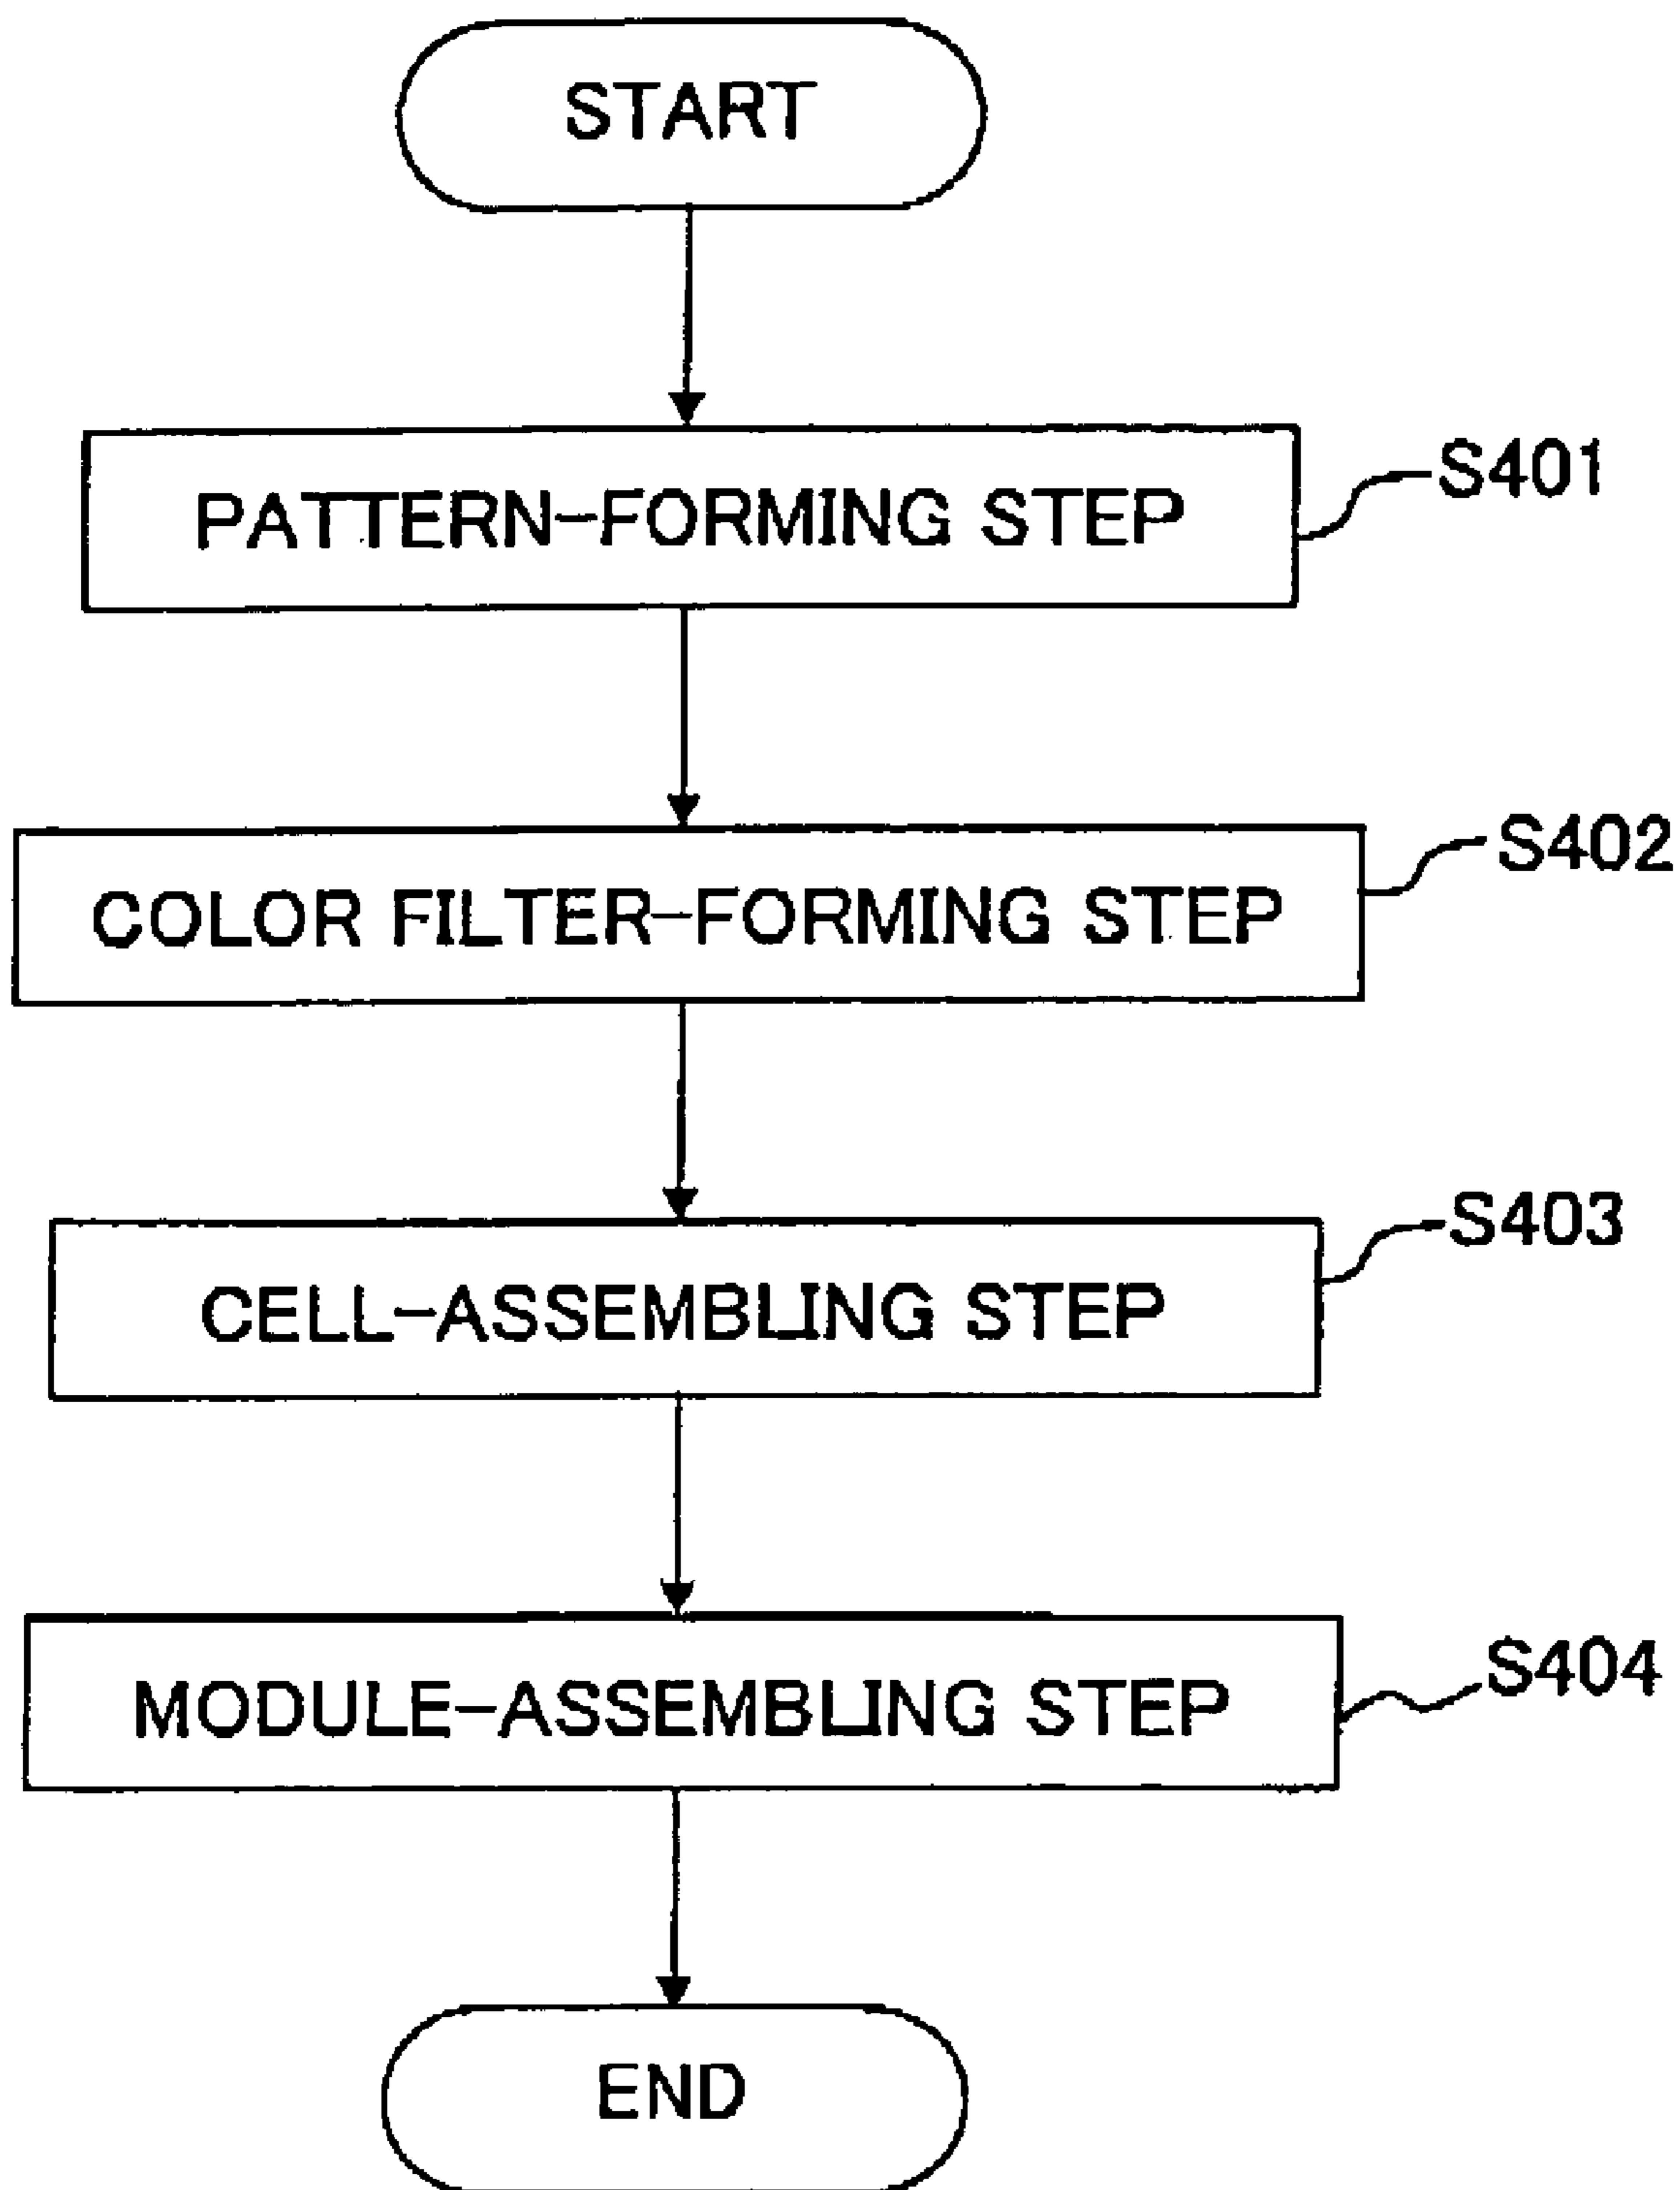 START
PATTERN-FORMING STEP
S401
COLOR FILTER-FORMING STEP
S402
CELL-ASSEMBLING STEP
S403
MODULE-ASSEMBLING STEP
S404
END